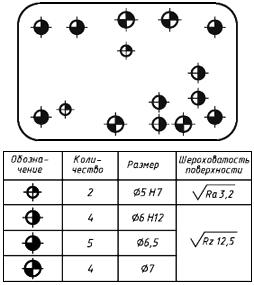 Обозна-
чение
Коли-
чество
Размер
Шероховатость
поверхности
2
Ø5 H7
√Ra 3,2
4
Ø6 H12
5
Ø6,5
√Rz 12,5
4
Ø7